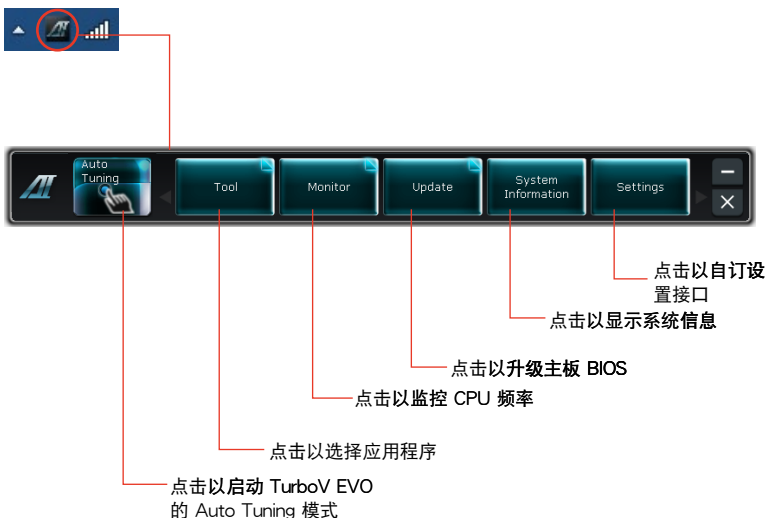 Auto
Tuning
Tool
Monitor
Update
System
Information
Settings
点击以自订设
置接口
点击以显示系统信息
点击以升级主板 BIOS
点击以监控 CPU 频率
点击以选择应用程序
点击以启动 TurboV EVO
的 Auto Tuning 模式